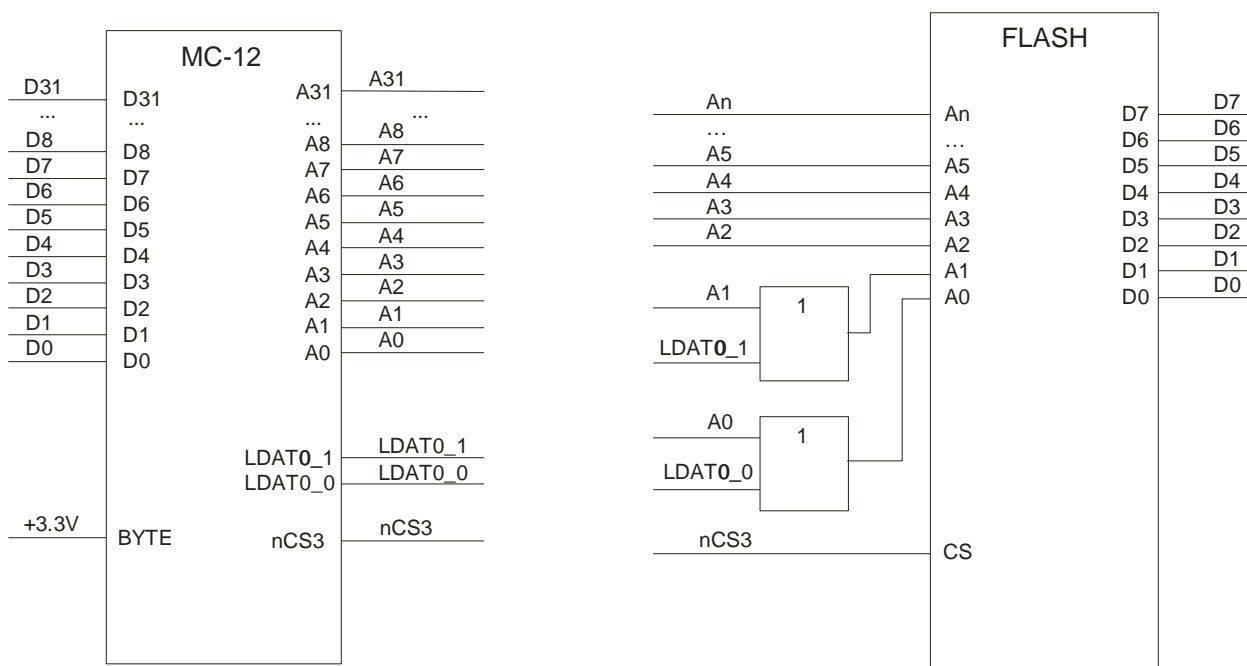 MC-12
D31
...
D8
D7
D6
D5
D4
D3
D2
D1
D0
+3.3V
D31
...
D8
D7
D6
D5
D4
D3
D2
D1
D0
BYTE
A31
...
A8
A7
A6
A5
A4
A3
A2
A1
A0
LDAT0_1
LDAT0_0
nCS3
A31
...
A8
A7
A6
A5
A4
A3
A2
A1
A0
LDAT0_1
LDAT0_0
nCS3
FLASH
An
...
A5
A4
A3
A2
A1
LDAT0_1
A0
LDAT0_0
nCS3
1
1
An
...
A5
A4
A3
A2
A1
A0
CS
D7
D6
D5
D4
D3
D2
D1
D0
D7
D6
D5
D4
D3
D2
D1
D0